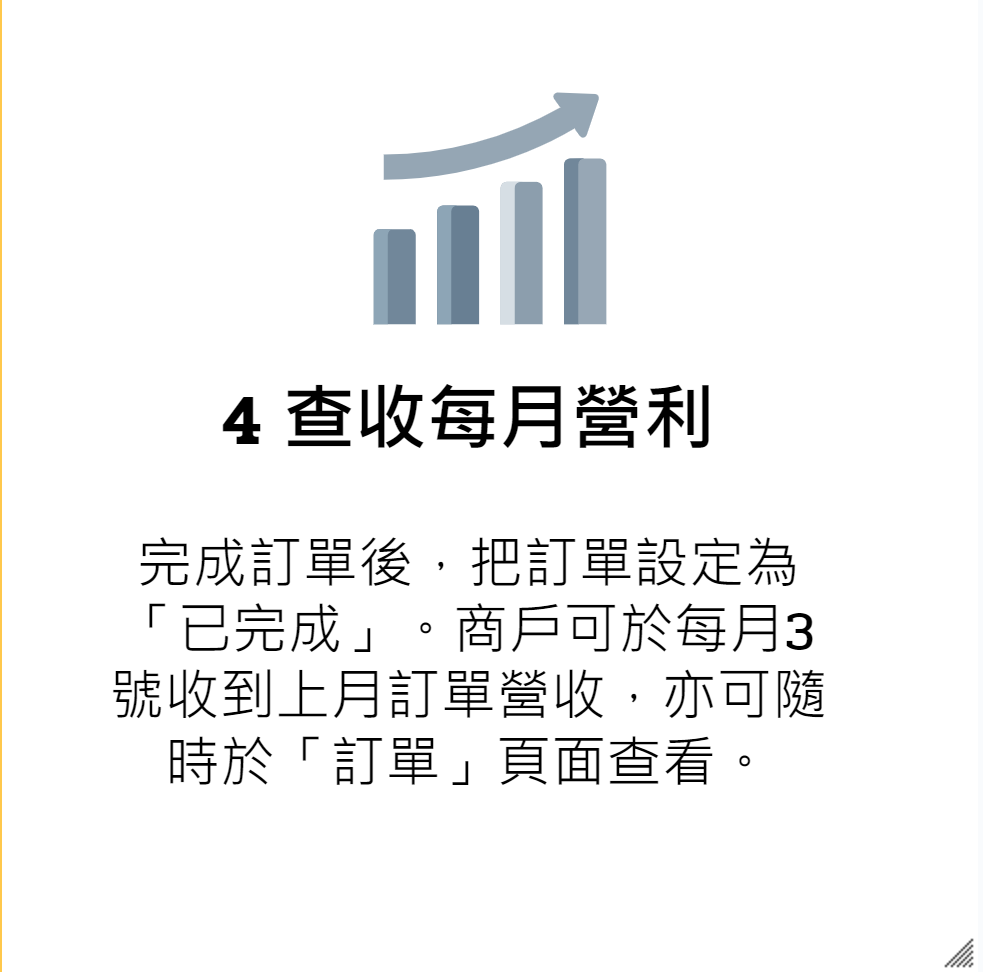 4 查收每月營利
完成訂單後，把訂單設定為
「已完成」。商戶可於每月3
號收到上月訂單營收，亦可隨
時於「訂單」頁面查看。